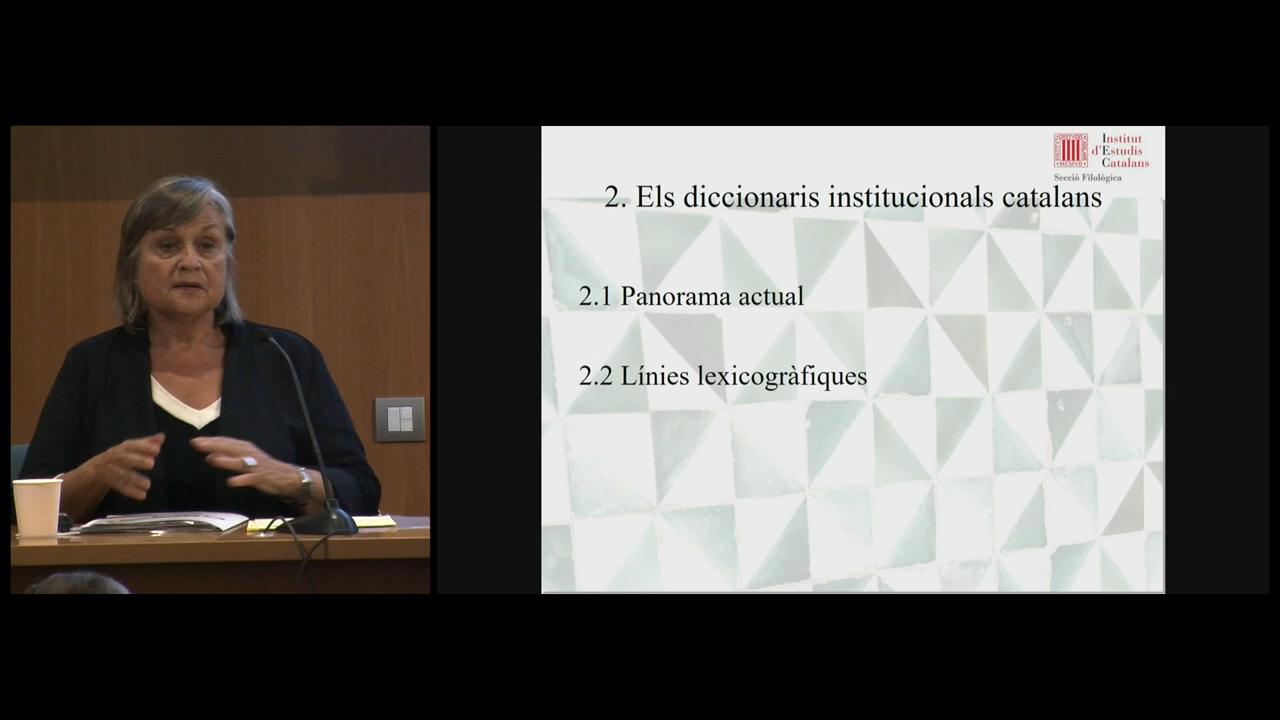 Institut
d'Estudis
Catalans
Secció Filològica
2. Els diccionaris institucionals catalans
2.1 Panorama actual
2.2 Línies lexicogràfiques